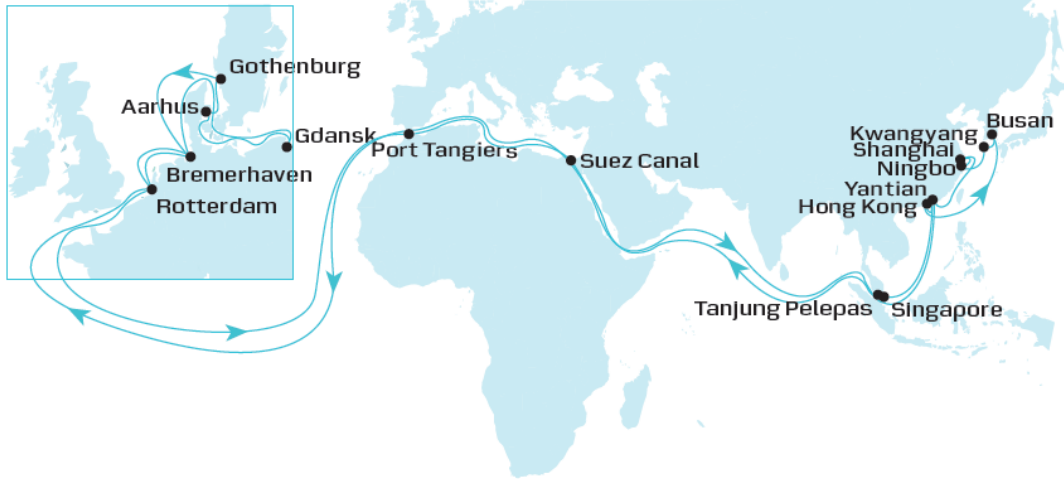 Gothenburg
Aarhus
Gdansk
Bremerhaven
Rotterdam
Port Tangiers
Suez Canal
Busan
Kwangyang
Shanghai
Ningbo
Yantian
Hong Kong
Tanjung Pelepas
Singapore